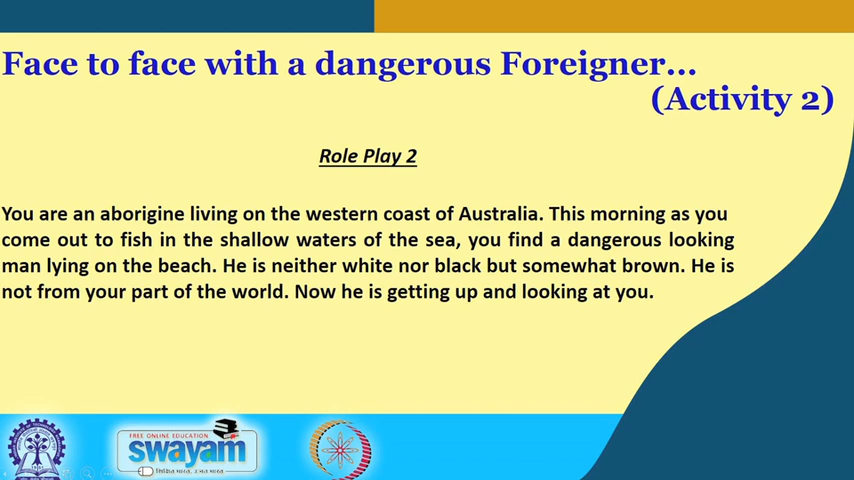 Face to face with a dangerous Foreigner...
(Activity 2)
Role Play 2
You are an aborigine living on the western coast of Australia. This morning as you
come out to fish in the shallow waters of the sea, you find a dangerous looking
man lying on the beach. He is neither white nor black but somewhat brown. He is
not from your part of the world. Now he is getting up and looking at you.
FREE ONLINE EDUCATION
swayam
शिक्षित भारत, उन्नत भारत